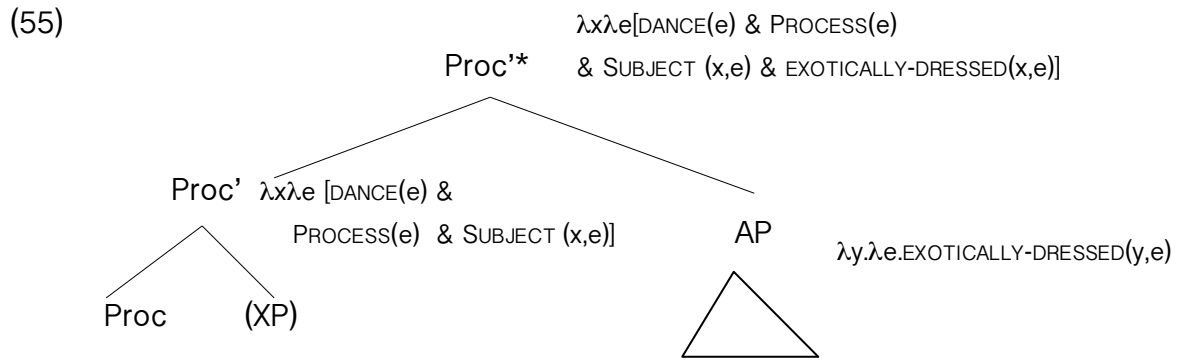 (55)
λxλe[DANCE(e) & PROCESS(e)
Proc'* & SUBJECT (x,e) & EXOTICALLY-DRESSED(x,e)]
Proc' λxλe [DANCE(e) &
PROCESS(e) & SUBJECT (x,e)]
AP
λy.λe.EXOTICALLY-DRESSED(y,e)
Proc (XP)